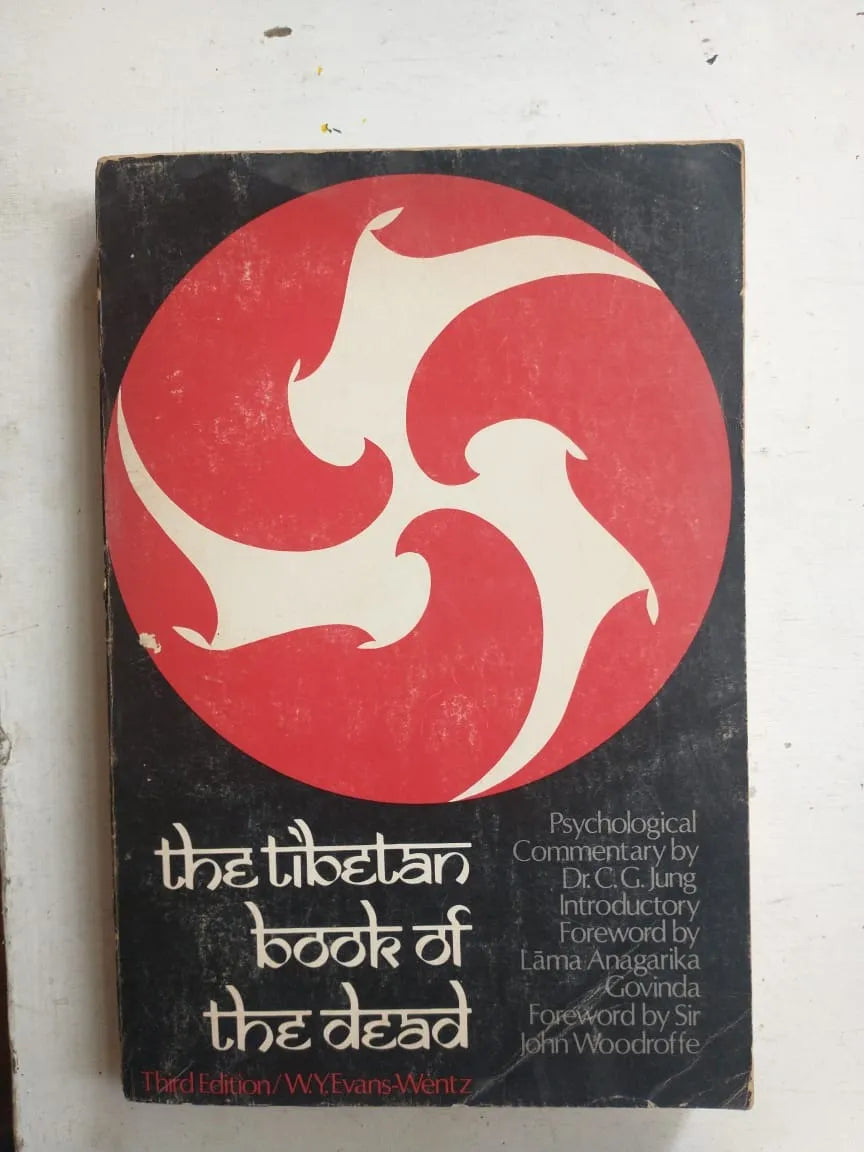 the tibetan
book of
the dead
Third Edition/W.Y.Evans-Wentz
Psychological
Commentary by
Dr. C. G. Jung
Introductory
Foreword by
Lāma Anagarika
Govinda
Foreword by Sir
John Woodroffe